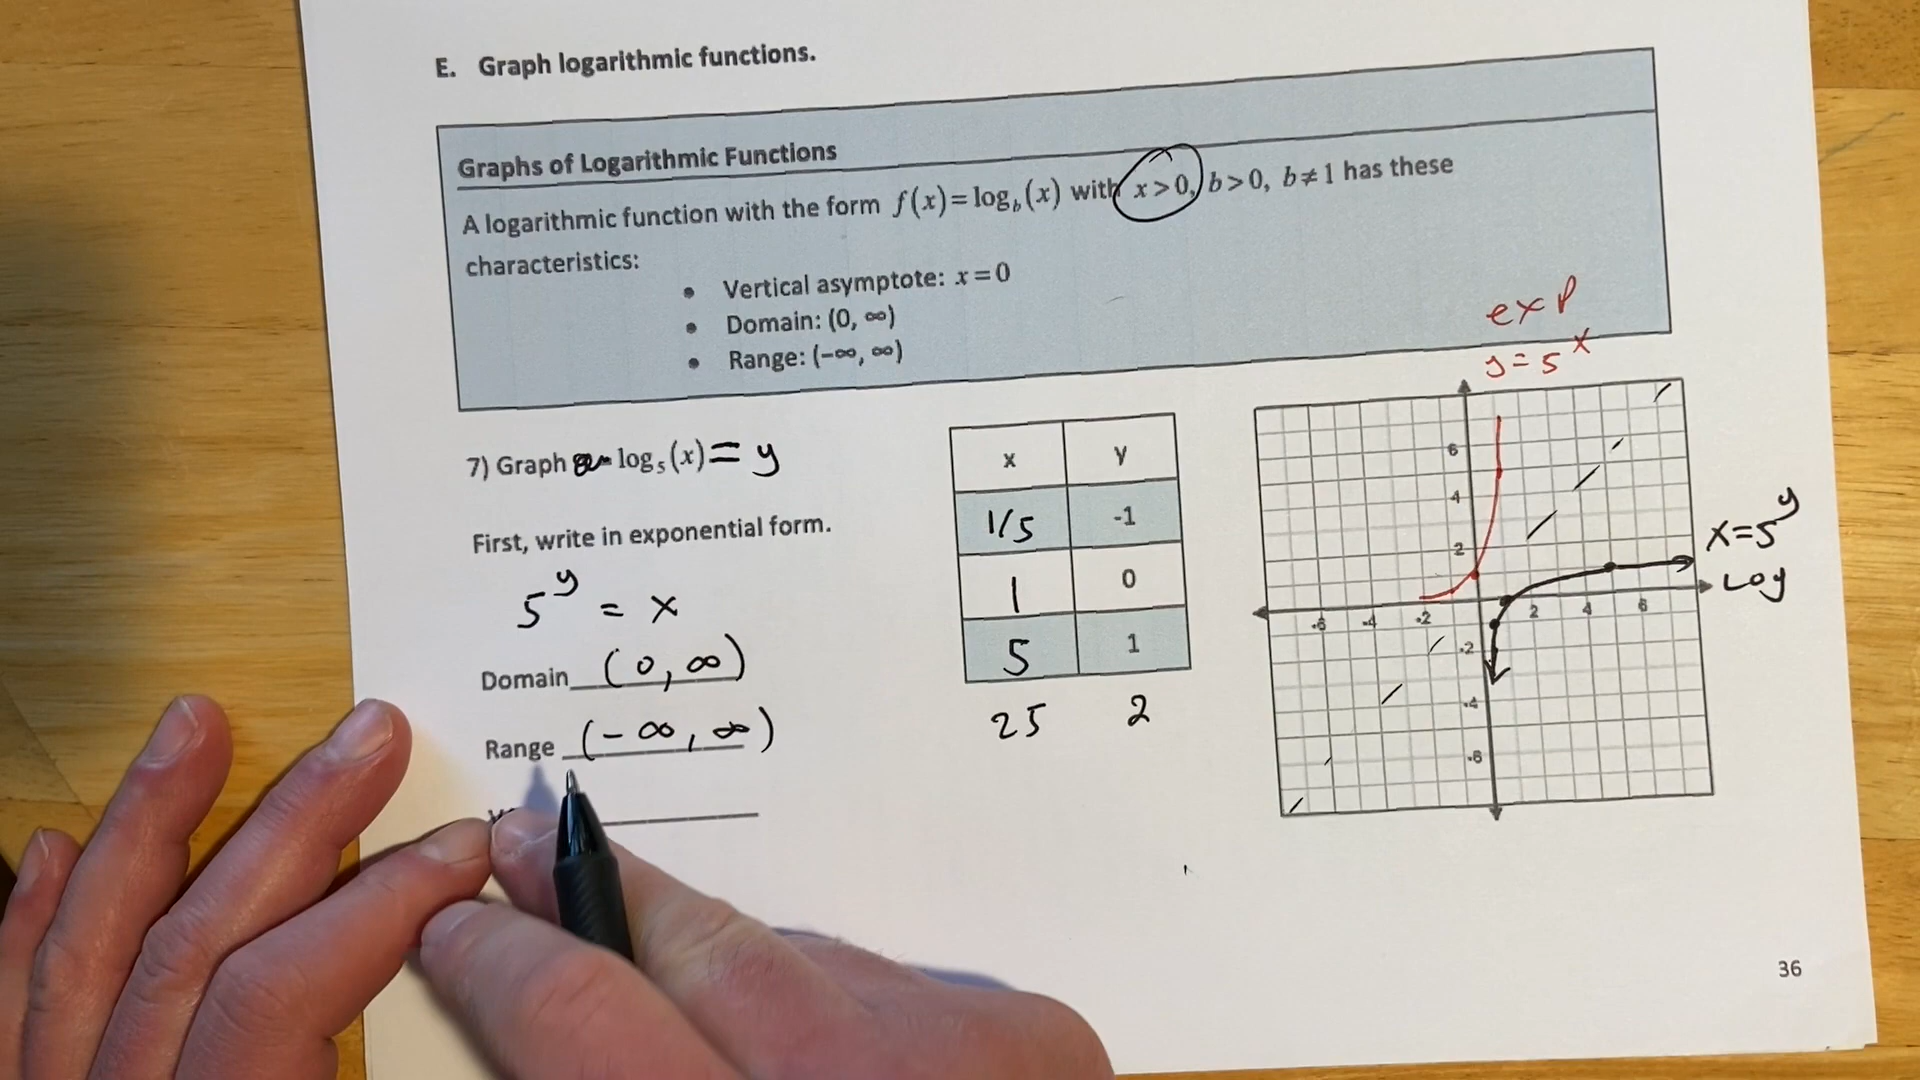 E. Graph logarithmic functions.
Graphs of Logarithmic Functions
A logarithmic function with the form f(x)=log_b(x) with x>0, b>0, b≠1 has these
characteristics:
• Vertical asymptote: x=0
• Domain: (0, ∞)
• Range: (-∞, ∞)
exp
y=5^x
7) Graph log₅(x)=y
First, write in exponential form.
5^y = x
Domain (0, ∞)
Range (-∞, ∞)
x y
1/5 -1
1 0
5 1
25 2
6
4
2
-6 -4 -2 2 4 6
-2
-4
-6
x=5^y
Log
36